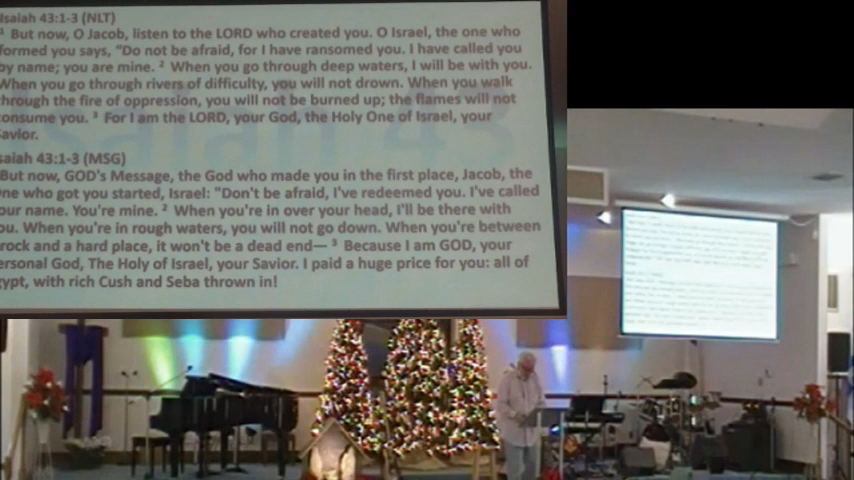 Isaiah 43:1-3 (NLT)
1 But now, O Jacob, listen to the LORD who created you. O Israel, the one who
formed you says, "Do not be afraid, for I have ransomed you. I have called you
by name; you are mine. 2 When you go through deep waters, I will be with you.
When you go through rivers of difficulty, you will not drown. When you walk
through the fire of oppression, you will not be burned up; the flames will not
consume you. 3 For I am the LORD, your God, the Holy One of Israel, your
Savior.
saiah 43:1-3 (MSG)
But now, GOD's Message, the God who made you in the first place, Jacob, the
One who got you started, Israel: "Don't be afraid, I've redeemed you. I've called
our name. You're mine. 2 When you're in over your head, I'll be there with
ou. When you're in rough waters, you will not go down. When you're between
rock and a hard place, it won't be a dead end— 3 Because I am GOD, your
ersonal God, The Holy of Israel, your Savior. I paid a huge price for you: all of
gypt, with rich Cush and Seba thrown in!